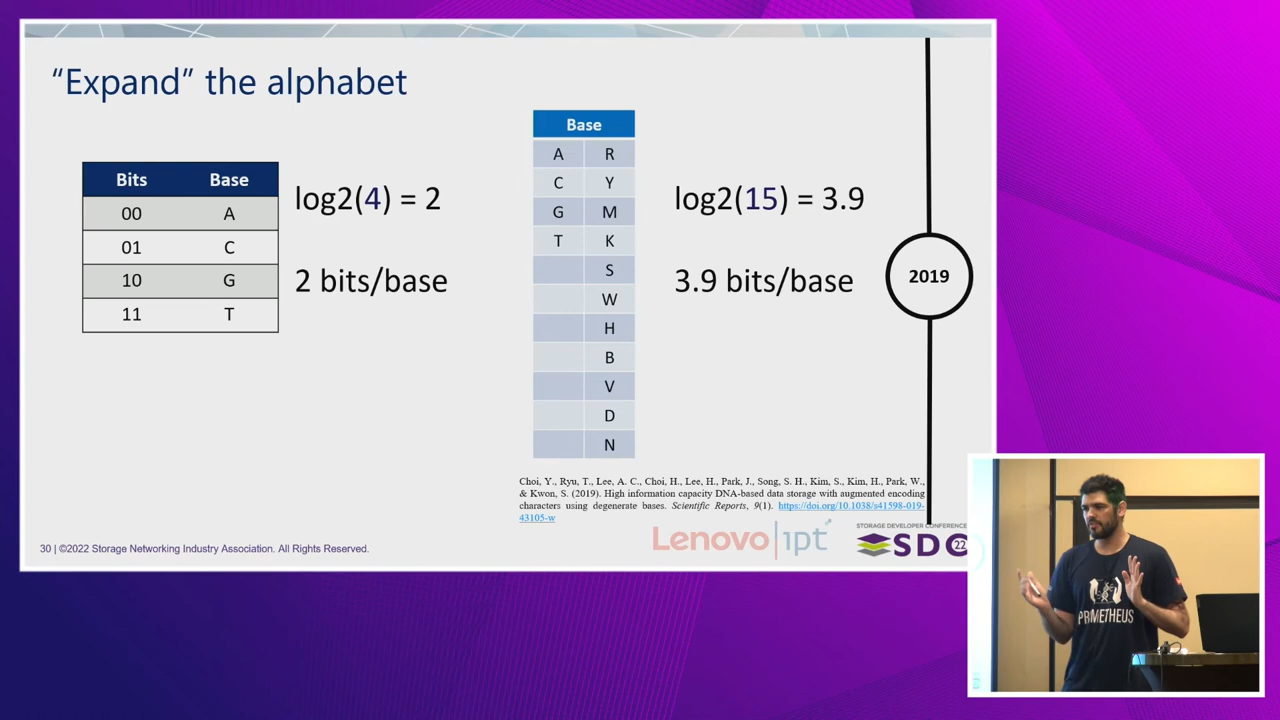 “Expand” the alphabet
Bits Base
00 A
01 C
10 G
11 T
log2(4) = 2
2 bits/base
Base
A R
C Y
G M
T K
S
W
H
B
V
D
N
log2(15) = 3.9
3.9 bits/base
2019
Choi, Y., Ryu, T., Lee, A. C., Choi, H., Lee, H., Park, J., Song, S. H., Kim, S., Kim, H., Park, W.,
& Kwon, S. (2019). High information capacity DNA-based data storage with augmented encoding
characters using degenerate bases. Scientific Reports, 9(1). https://doi.org/10.1038/s41598-019-
43105-w
30 | ©2022 Storage Networking Industry Association. All Rights Reserved.
Lenovo ipt
STORAGE DEVELOPER CONFERENCE
SDC 22
PROMETHEUS